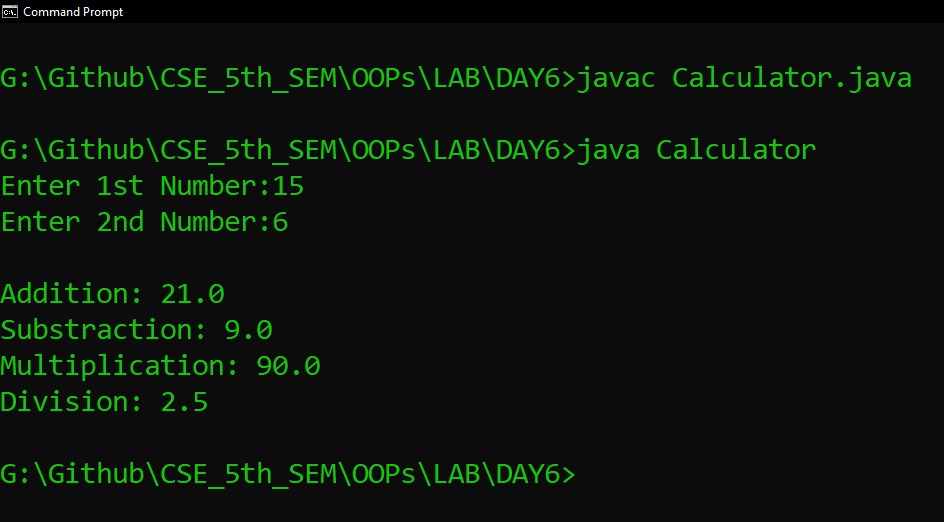 Command Prompt
G:\Github\CSE_5th_SEM\OOPs\LAB\DAY6>javac Calculator.java
G:\Github\CSE_5th_SEM\OOPs\LAB\DAY6>java Calculator
Enter 1st Number:15
Enter 2nd Number:6
Addition: 21.0
Substraction: 9.0
Multiplication: 90.0
Division: 2.5
G:\Github\CSE_5th_SEM\OOPs\LAB\DAY6>